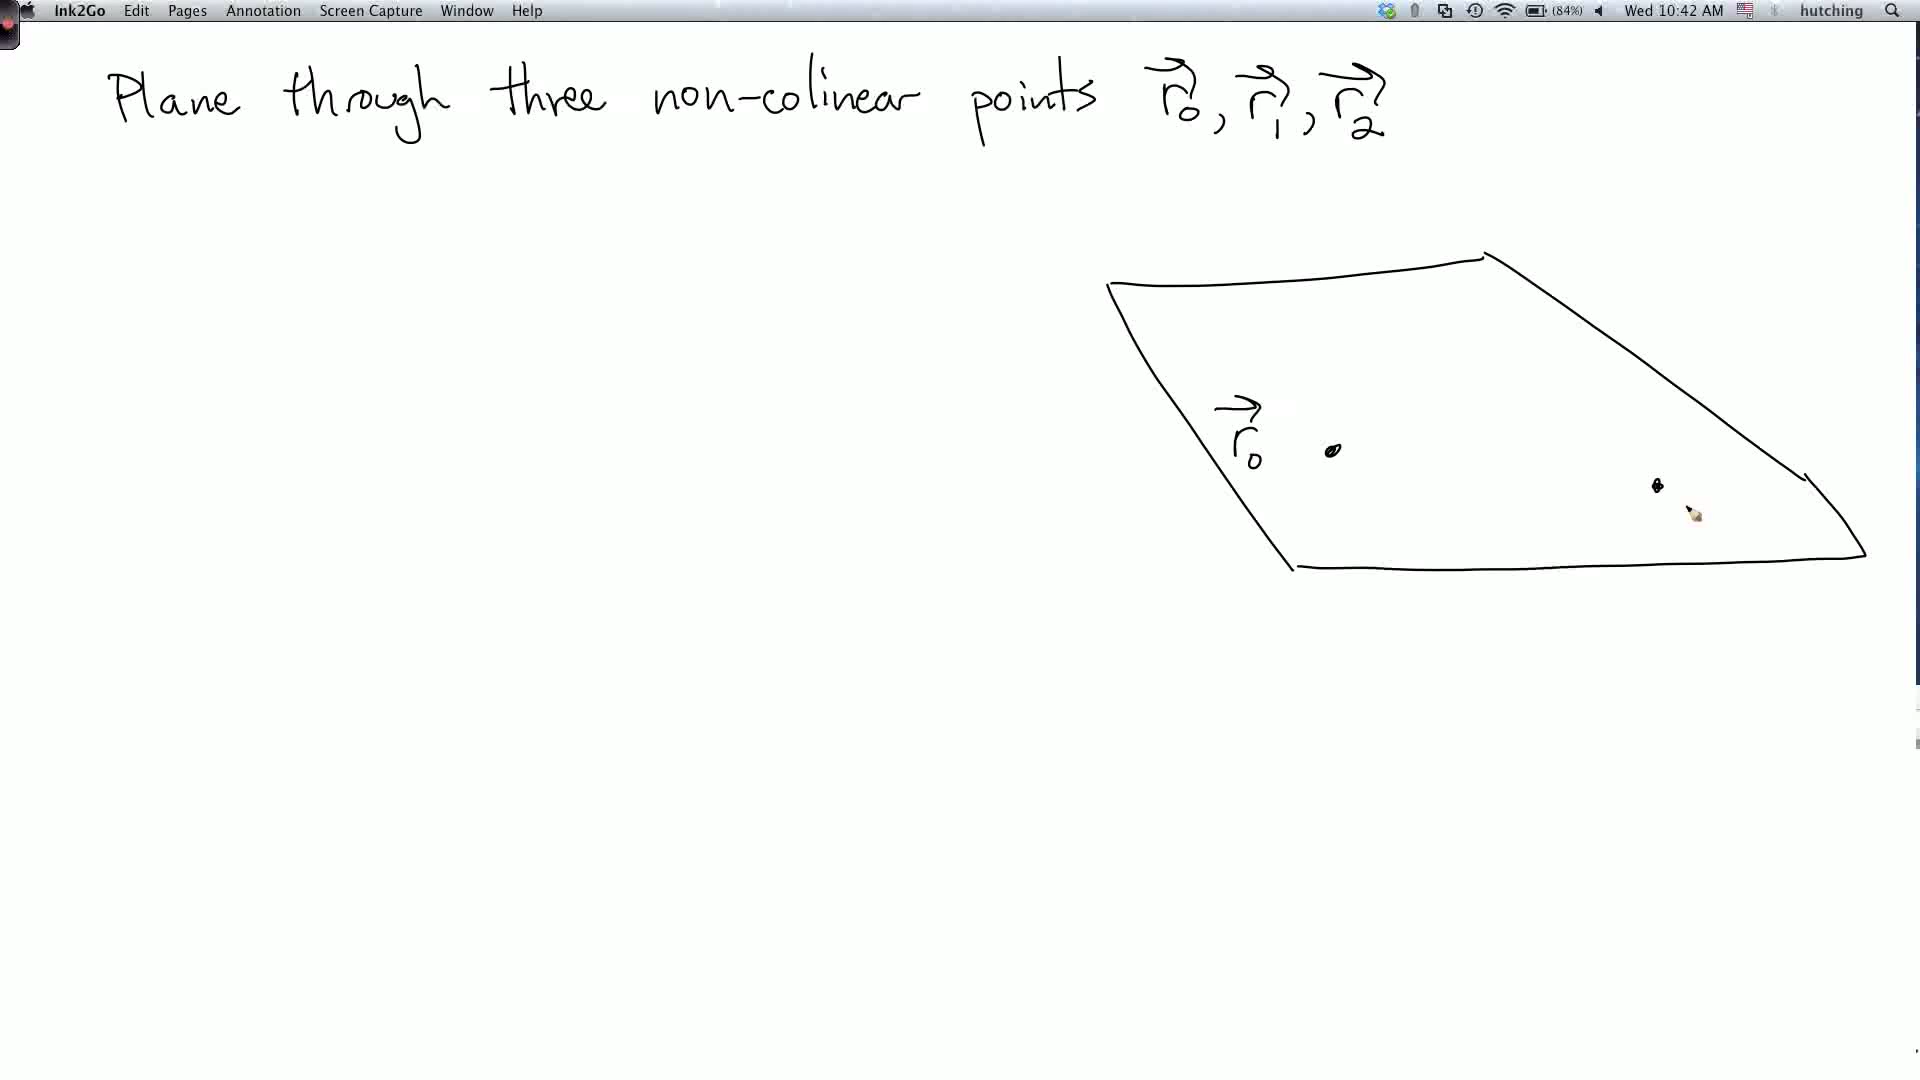 Ink2Go Edit Pages Annotation Screen Capture Window Help (84%) Wed 10:42 AM hutching
Plane through three non-colinear points r⃗₀, r⃗₁, r⃗₂
r⃗₀